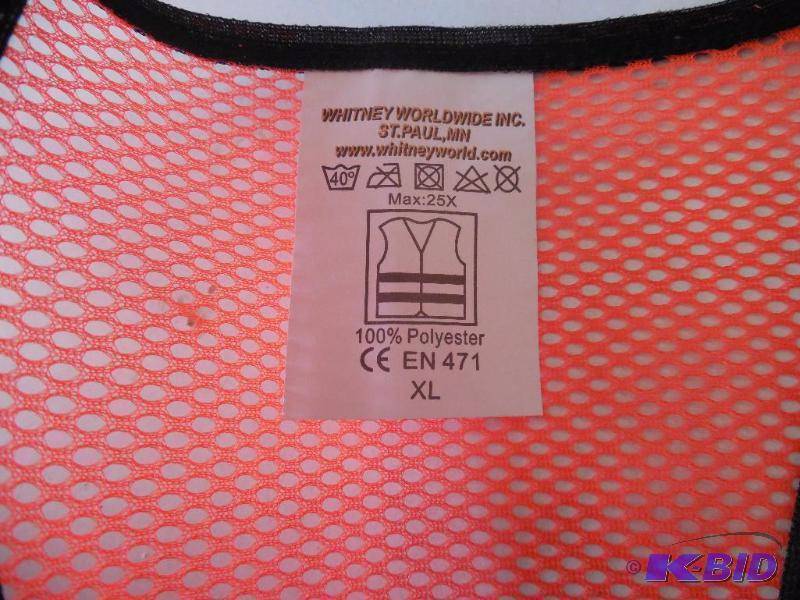 WHITNEY WORLDWIDE INC.
ST.PAUL,MN
www.whitneyworld.com
40°
Max:25X
100% Polyester
CE EN 471
XL
© K-BID